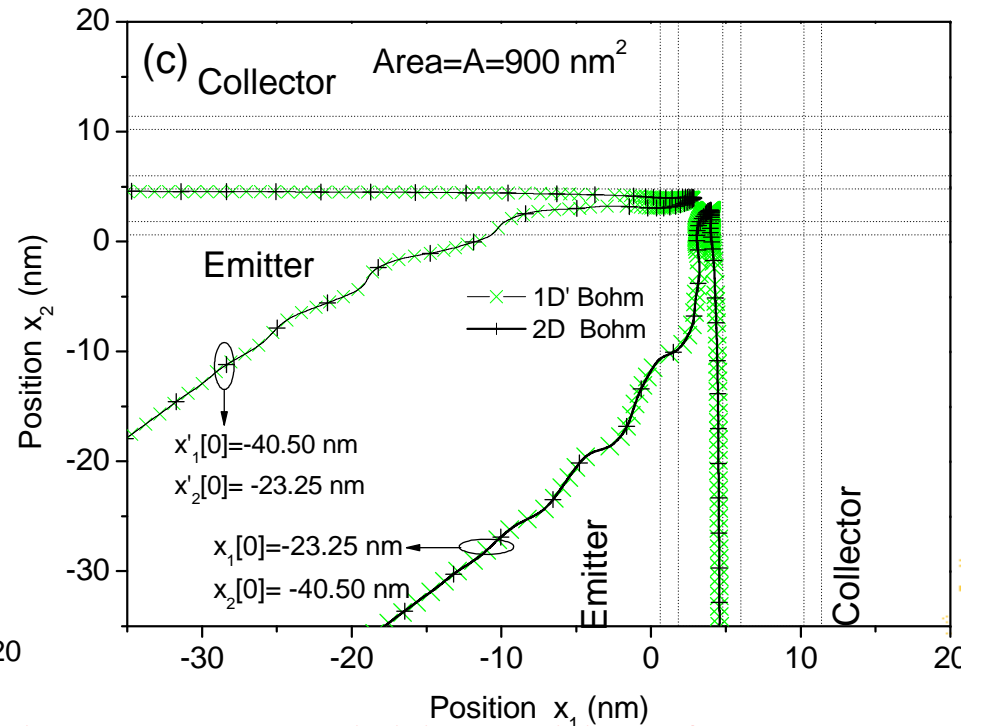 20
(c) Area=A=900 nm²
Collector
10
0
Emitter
1D' Bohm
2D Bohm
-10
Position x₂ (nm)
x'₁[0]=-40.50 nm
-20
x'₂[0]= -23.25 nm
x₁[0]=-23.25 nm
x₂[0]= -40.50 nm
-30
Emitter
Collector
20
-30 -20 -10 0 10 20
Position x₁ (nm)